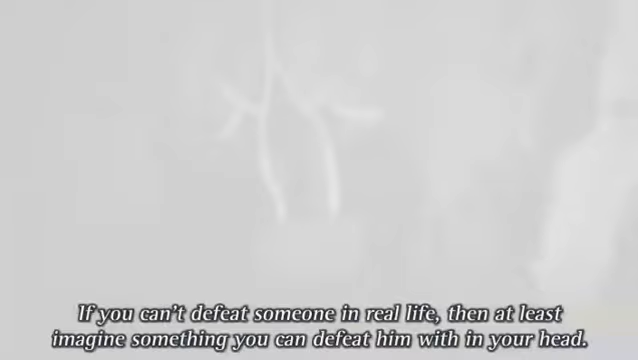 If you can't defeat someone in real life, then at least
imagine something you can defeat him with in your head.